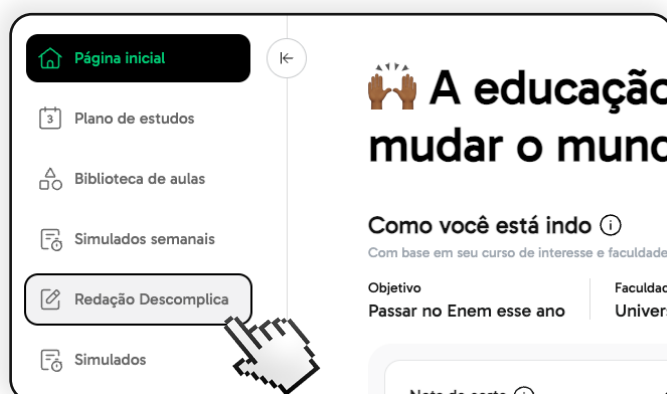 Página inicial
3
Plano de estudos
Biblioteca de aulas
Simulados semanais
Redação Descomplica
Simulados
A educação
mudar o
Como você está indo
Com base em seu curso de interesse e faculdade
Objetivo
Passar no Enem esse ano